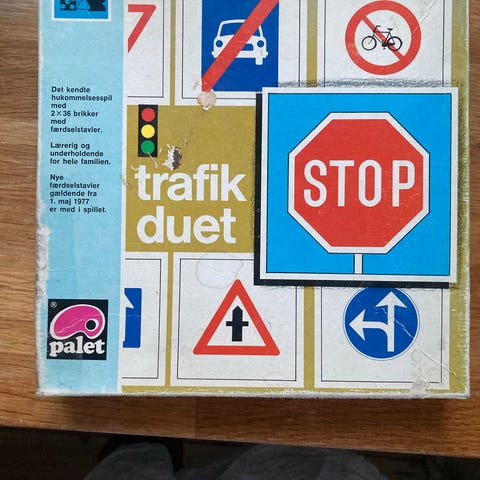 Det kendte
hukommelsesspil
med
2×36 brikker
med
færdselstavler.
Lærerig og
underholdende
for hele familien.
Nye
færdselstavler
gældende fra
1. maj 1977
er med i spillet.
trafik
duet
STOP
®
palet